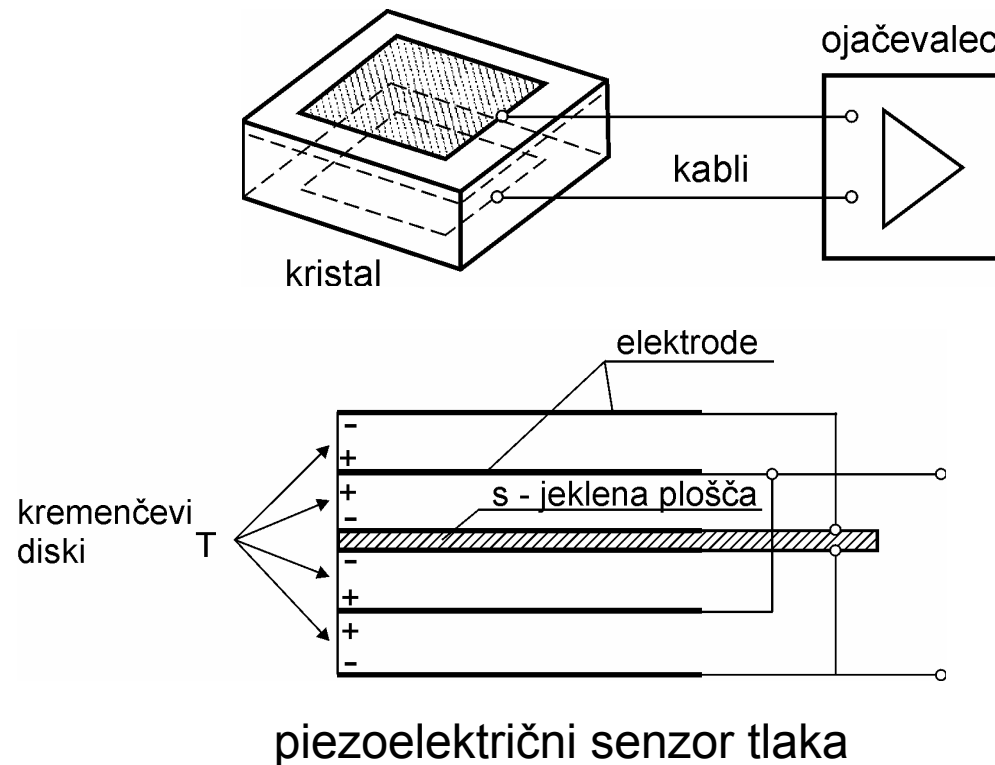 ojačevalec
kabli
kristal
elektrode
-
+
+
s - jeklena plošča
-
kremenčevi
diski
T
-
+
+
-
piezoelektrični senzor tlaka